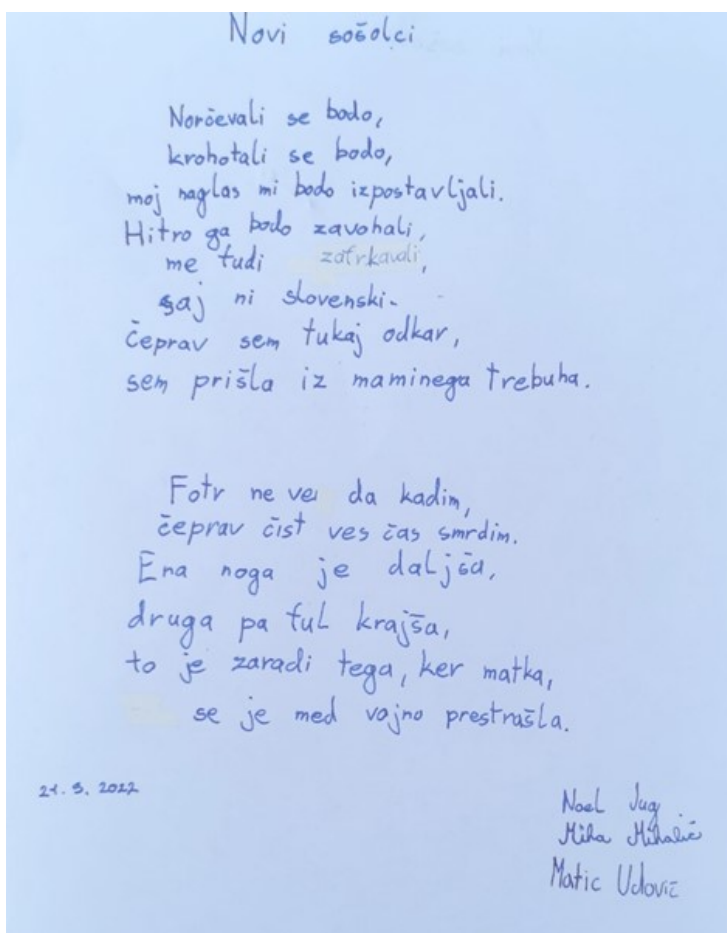 Novi sošolci
Norčevali se bodo,
krohotali se bodo,
moj naglas mi bodo izpostavljali.
Hitro ga bodo zavohali,
me tudi zafrkavali,
saj ni slovenski.
Čeprav sem tukaj odkar,
sem prišla iz maminega trebuha.
Fotr ne ve da kadim,
čeprav čist ves čas smrdim.
Ena noga je daljša,
druga pa ful krajša,
to je zaradi tega, ker matka,
se je med vojno prestrašla.
21. 9. 2022
Noel Jug
Miha Mihalič
Matic Udovič